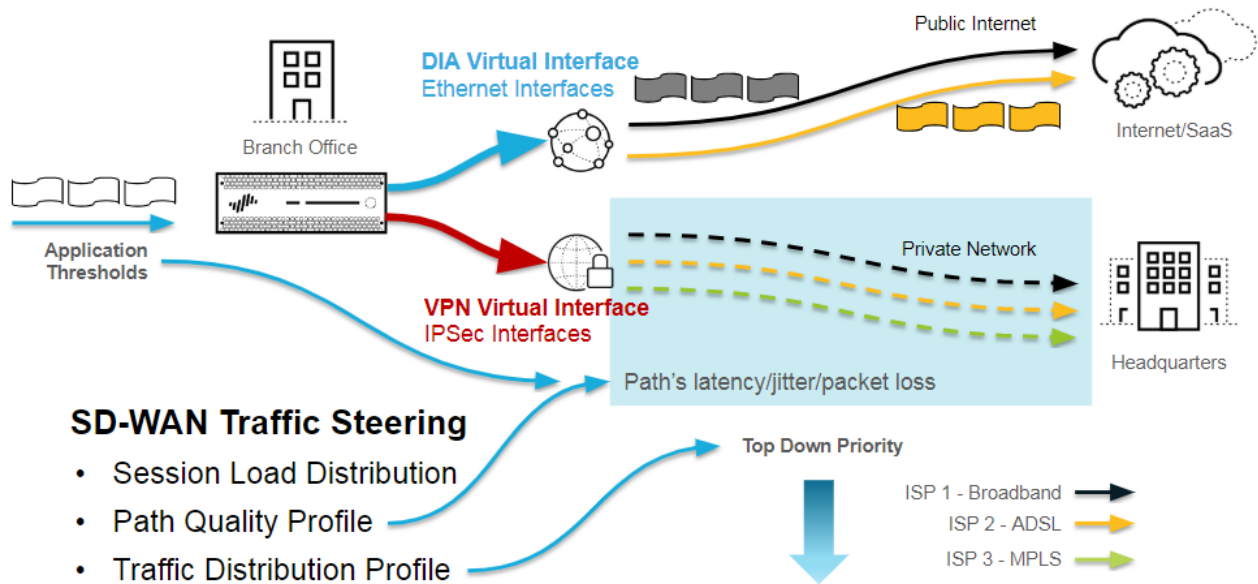 Public Internet
DIA Virtual Interface
Ethernet Interfaces
Branch Office
Internet/SaaS
Application
Thresholds
Private Network
VPN Virtual Interface
IPSec Interfaces
Headquarters
Path's latency/jitter/packet loss
SD-WAN Traffic Steering
• Session Load Distribution
• Path Quality Profile
• Traffic Distribution Profile
Top Down Priority
ISP 1 - Broadband
ISP 2 - ADSL
ISP 3 - MPLS